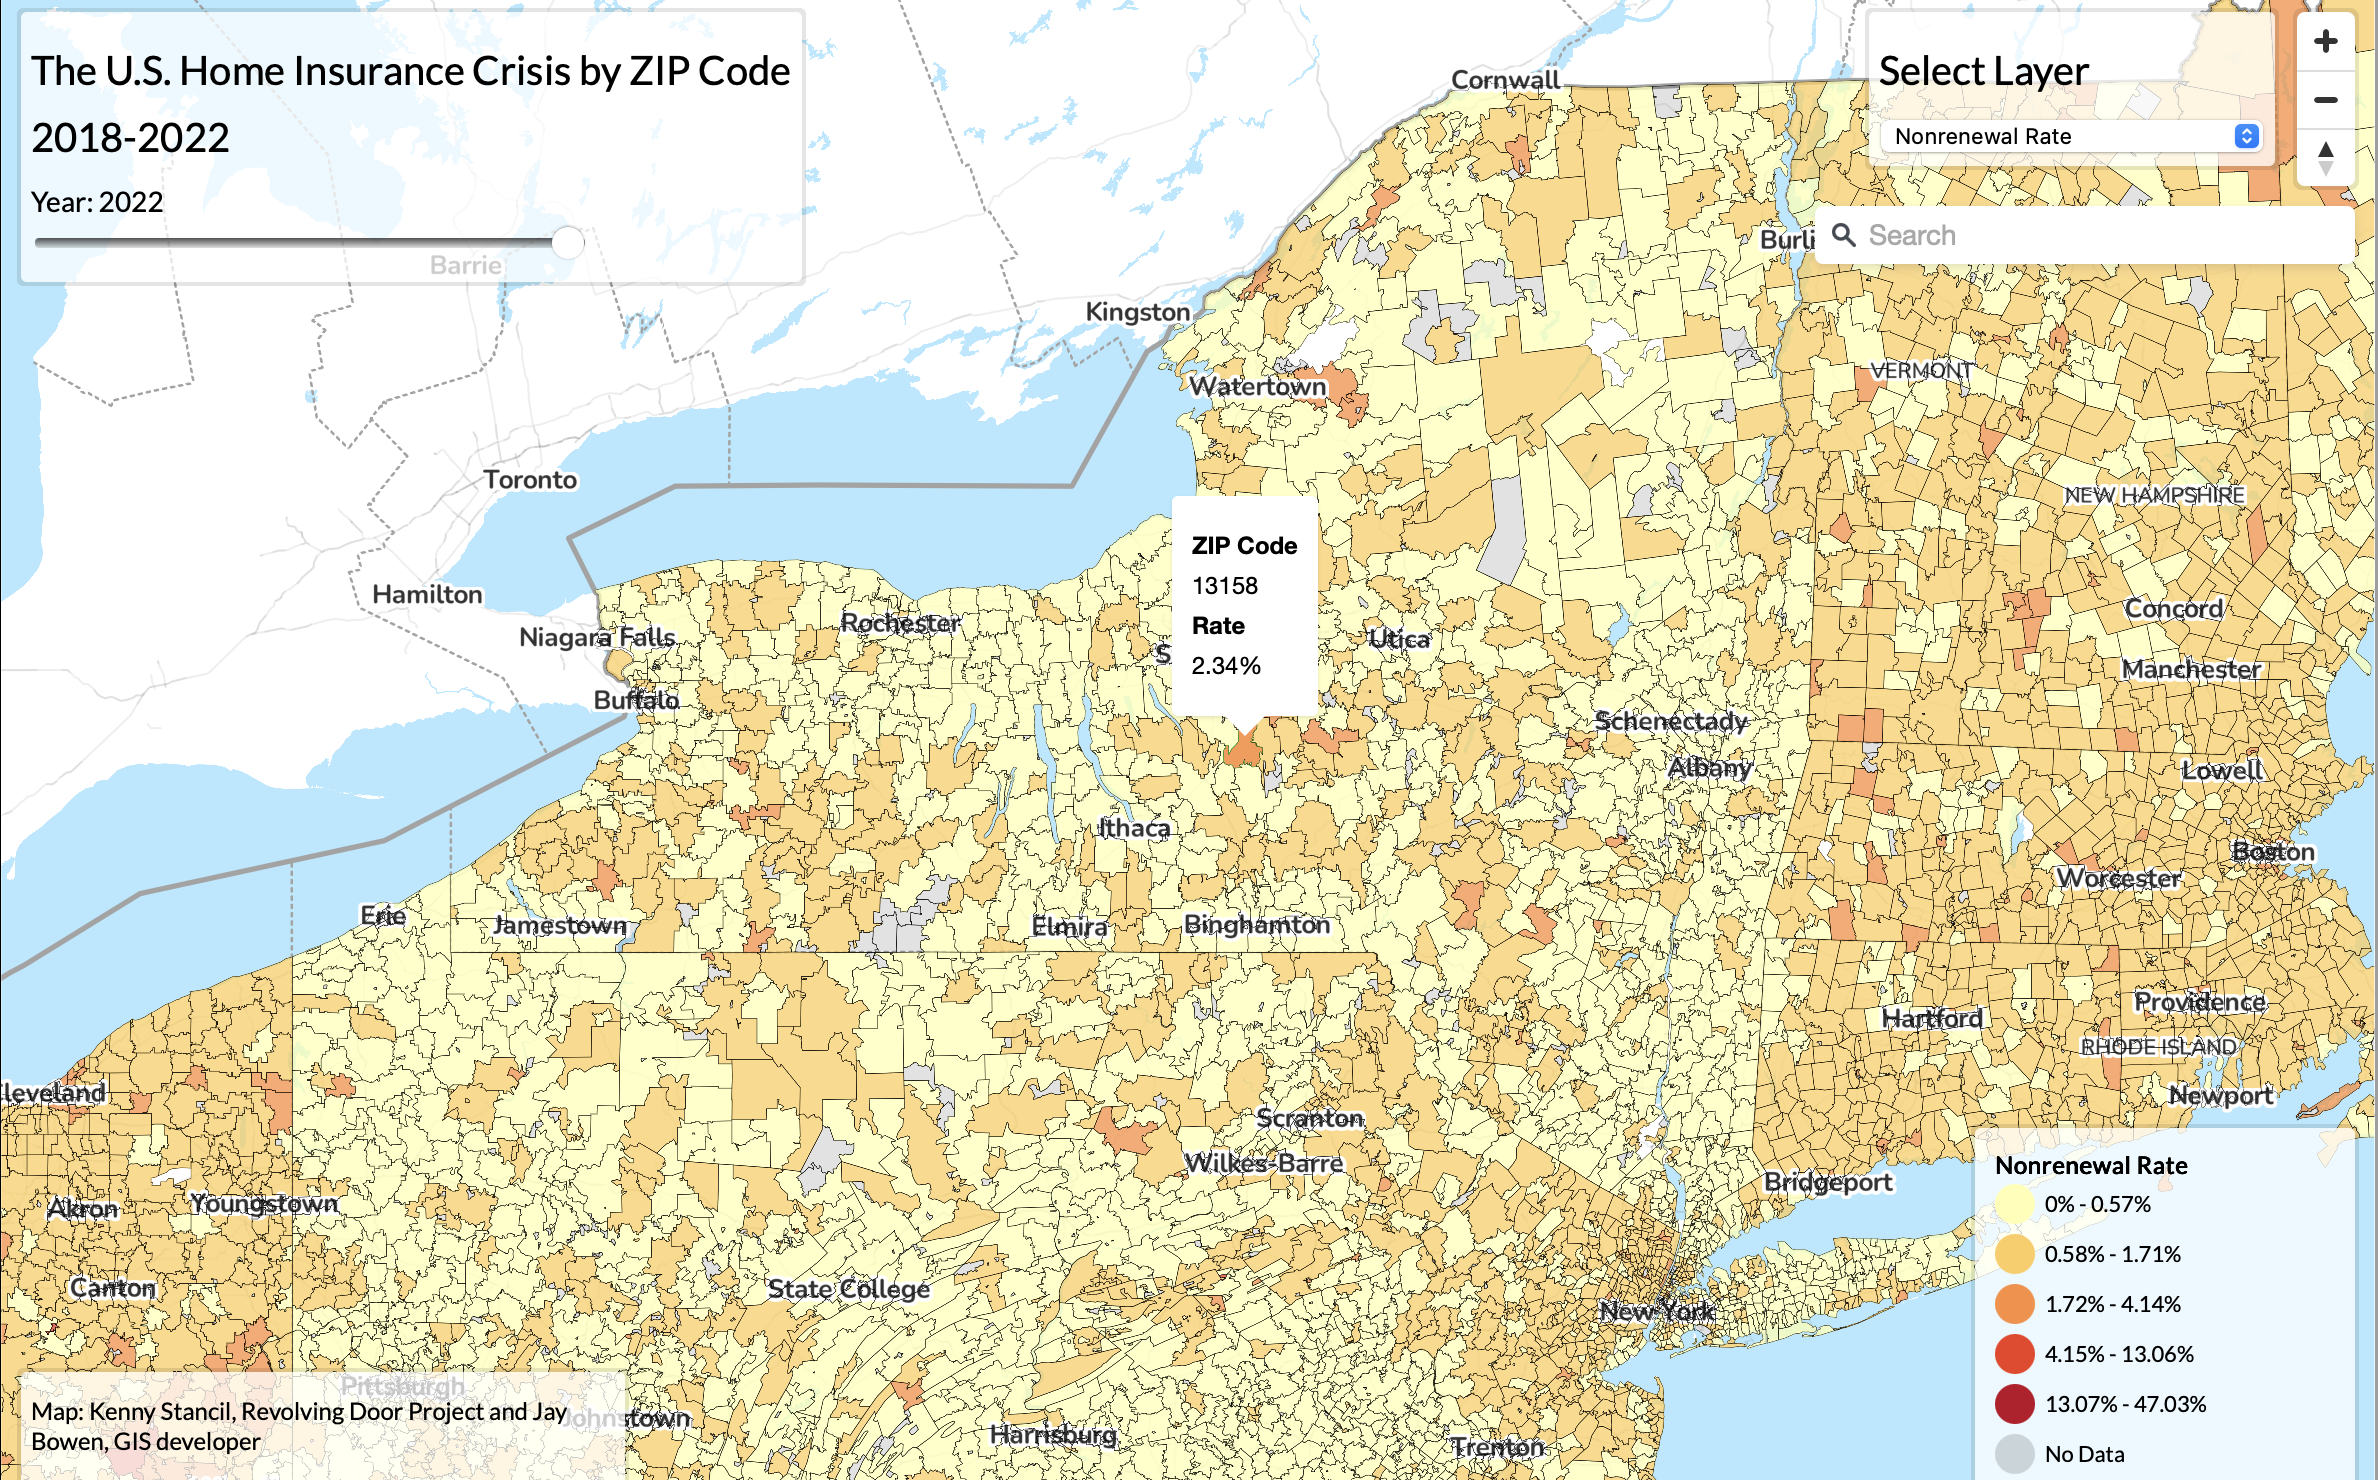 The U.S. Home Insurance Crisis by ZIP Code
2018-2022
Year: 2022
Barrie
Select Layer
Nonrenewal Rate
Search
Cornwall
Kingston
Burli
Watertown
VERMONT
Toronto
NEW HAMPSHIRE
ZIP Code
13158
Rate
2.34%
Hamilton
Niagara Falls
Rochester
S
Utica
Concord
Manchester
Buffalo
Schenectady
Albany
Lowell
Ithaca
Boston
Worcester
Erie
Jamestown
Elmira
Binghamton
Providence
Hartford
RHODE ISLAND
Newport
leveland
Scranton
Wilkes-Barre
Bridgeport
Akron
Youngstown
Canton
State College
New York
Pittsburgh
Johnstown
Harrisburg
Trenton
Map: Kenny Stancil, Revolving Door Project and Jay
Bowen, GIS developer
Nonrenewal Rate
0% - 0.57%
0.58% - 1.71%
1.72% - 4.14%
4.15% - 13.06%
13.07% - 47.03%
No Data